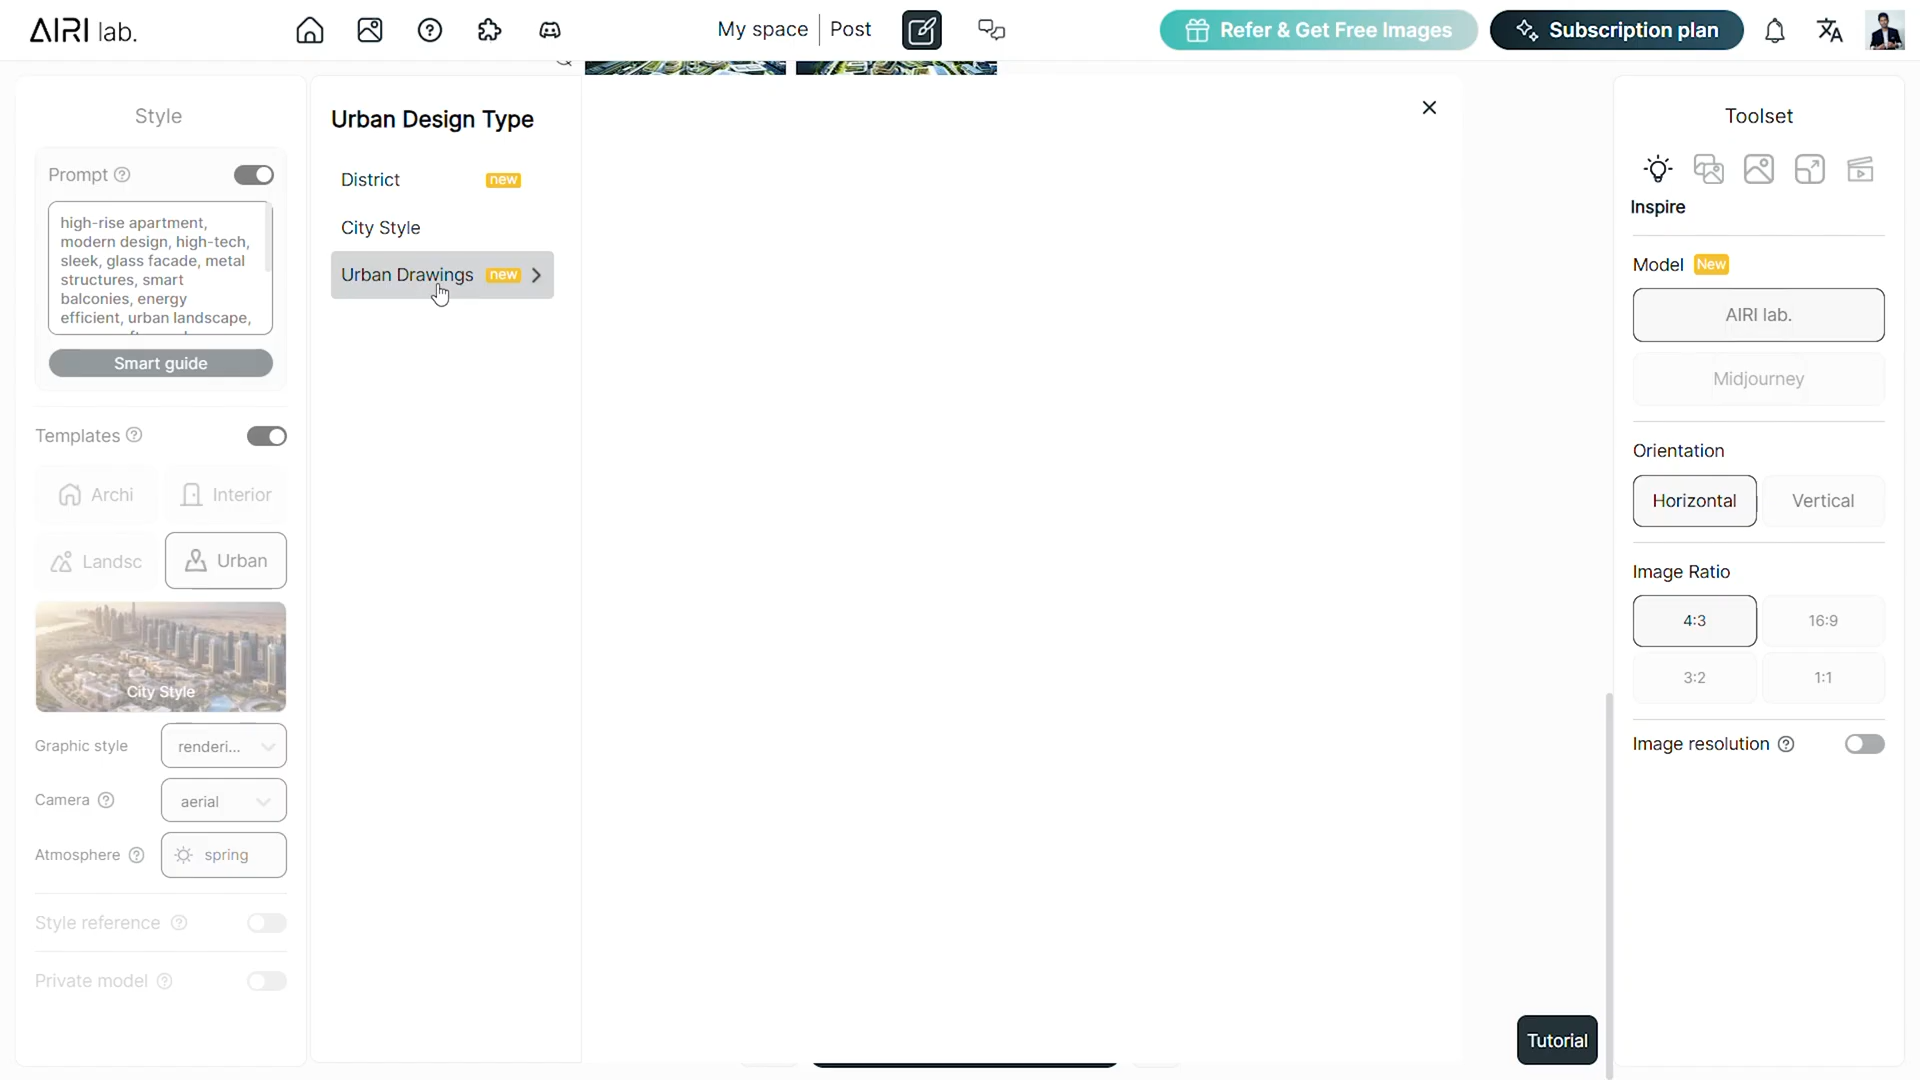 AIRI lab.
My space
Post
Refer & Get Free Images
Subscription plan
Style
Prompt
high-rise apartment,
modern design, high-tech,
sleek, glass facade, metal
structures, smart
balconies, energy
efficient, urban landscape,
Smart guide
Templates
Archi
Interior
Landsc
Urban
City Style
Graphic style
renderi...
Camera
aerial
Atmosphere
spring
Style reference
Private model
Urban Design Type
District new
City Style
Urban Drawings new
Tutorial
Toolset
Inspire
Model New
AIRI lab.
Midjourney
Orientation
Horizontal
Vertical
Image Ratio
4:3
16:9
3:2
1:1
Image resolution